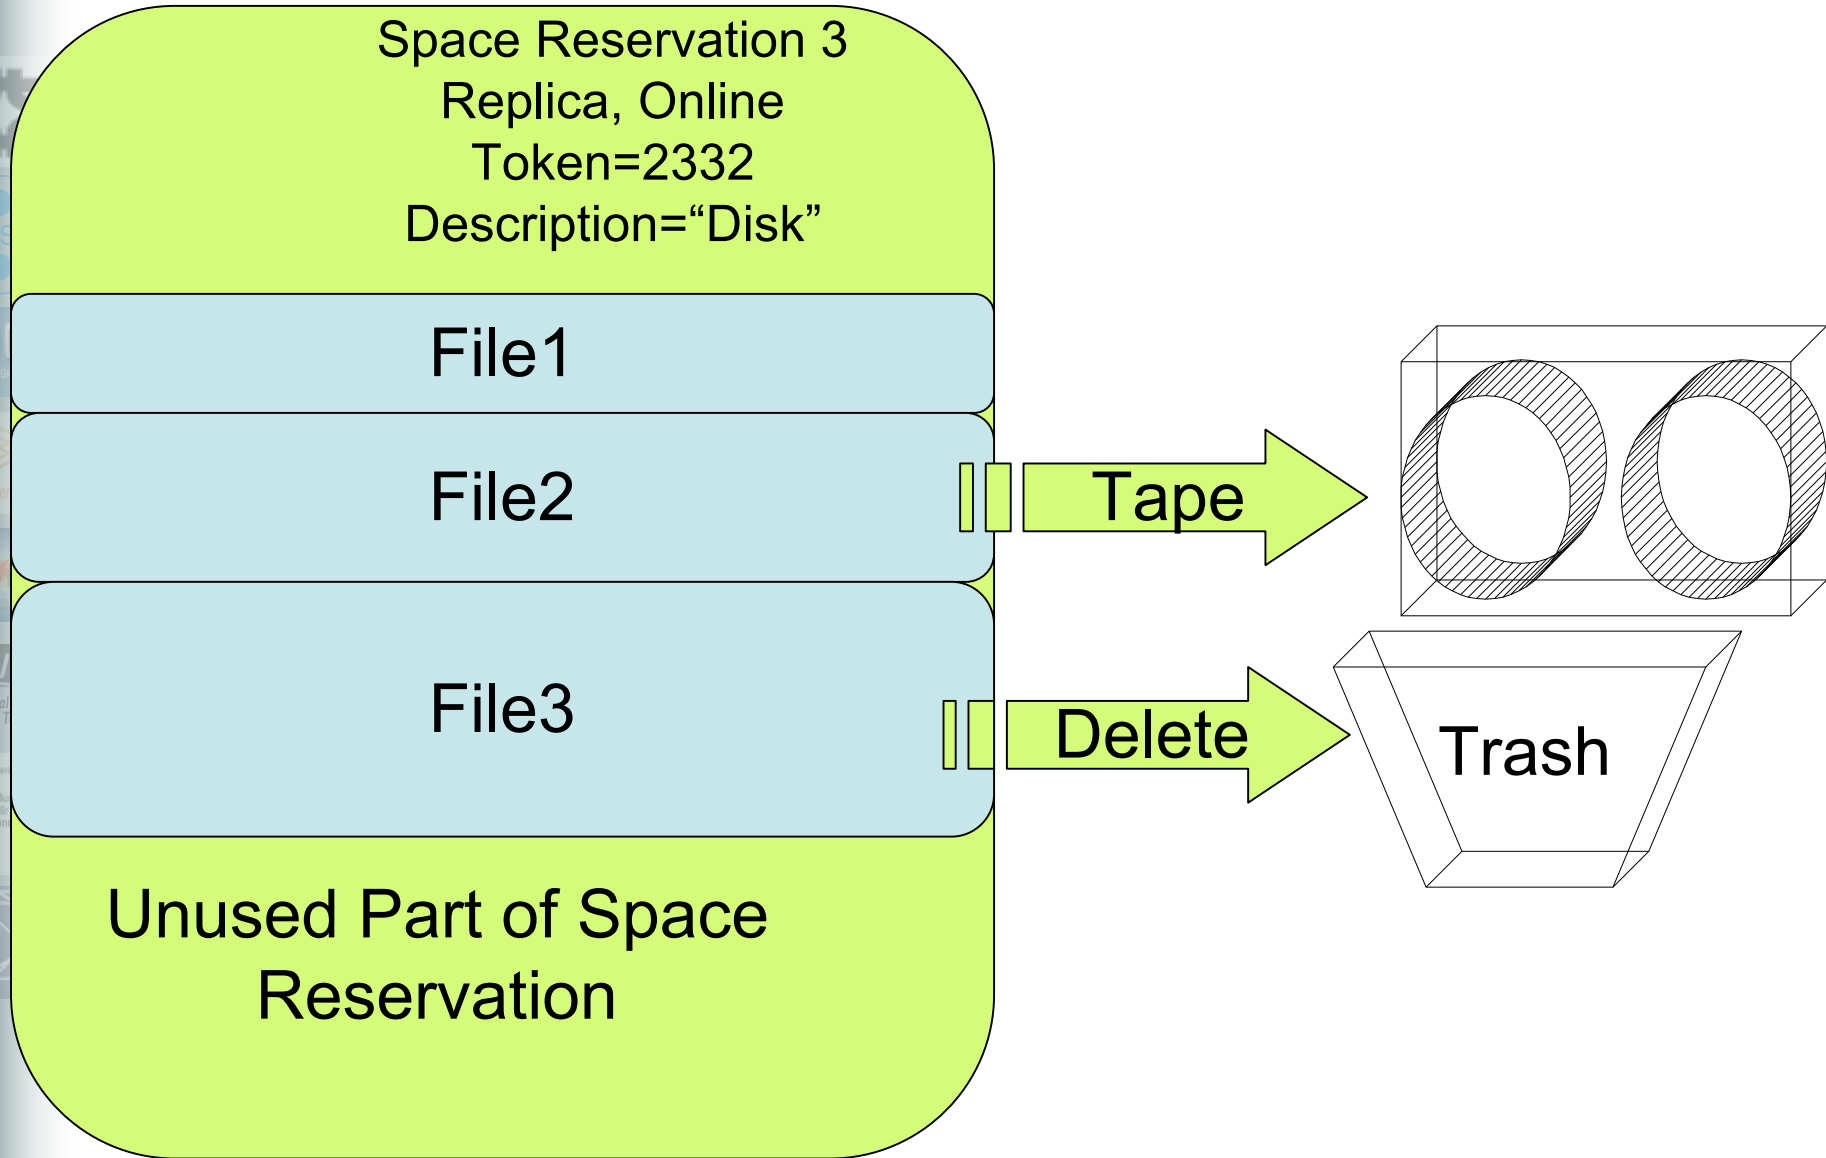 Space Reservation 3
Replica, Online
Token=2332
Description=“Disk”
File1
File2
Tape
File3
Delete
Trash
Unused Part of Space
Reservation